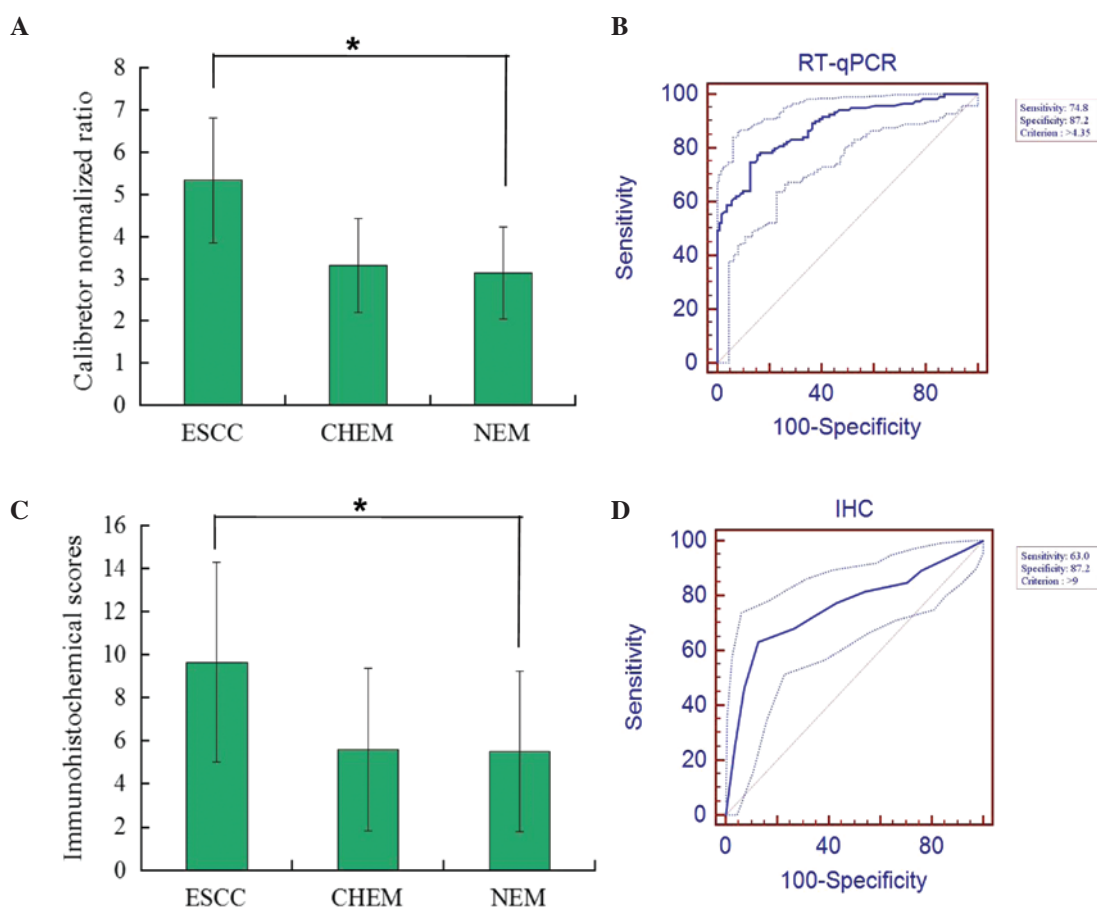 A
*
8
7
6
5
4
3
2
1
0
Calibretor normalized ratio
ESCC CHEM NEM
B
RT-qPCR
100
80
60
40
20
0
Sensitivity
0 40 80
100-Specificity
Sensitivity: 74.8
Specificity: 87.2
Criterion : >4.35
C
*
16
14
12
10
8
6
4
2
0
Immunohistochemical scores
ESCC CHEM NEM
D
IHC
100
80
60
40
20
0
Sensitivity
0 40 80
100-Specificity
Sensitivity: 63.0
Specificity: 87.2
Criterion : >9